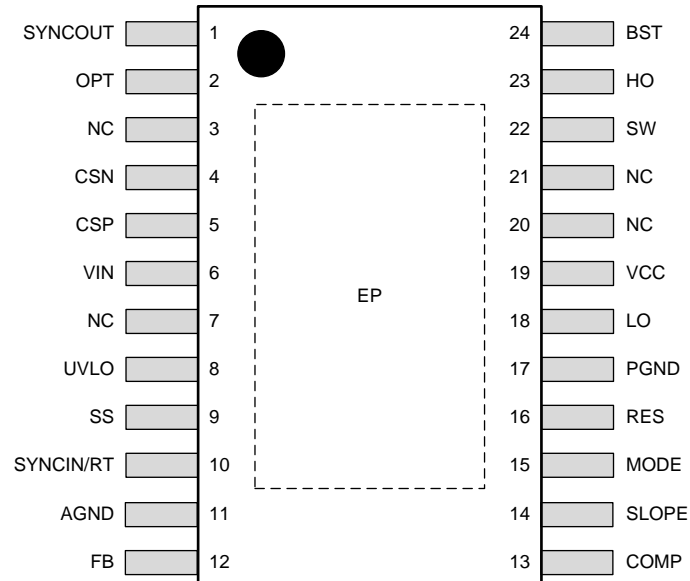 SYNCOUT 1 24 BST
OPT 2 23 HO
NC 3 22 SW
CSN 4 21 NC
CSP 5 20 NC
VIN 6 19 VCC
EP
NC 7 18 LO
UVLO 8 17 PGND
SS 9 16 RES
SYNCIN/RT 10 15 MODE
AGND 11 14 SLOPE
FB 12 13 COMP